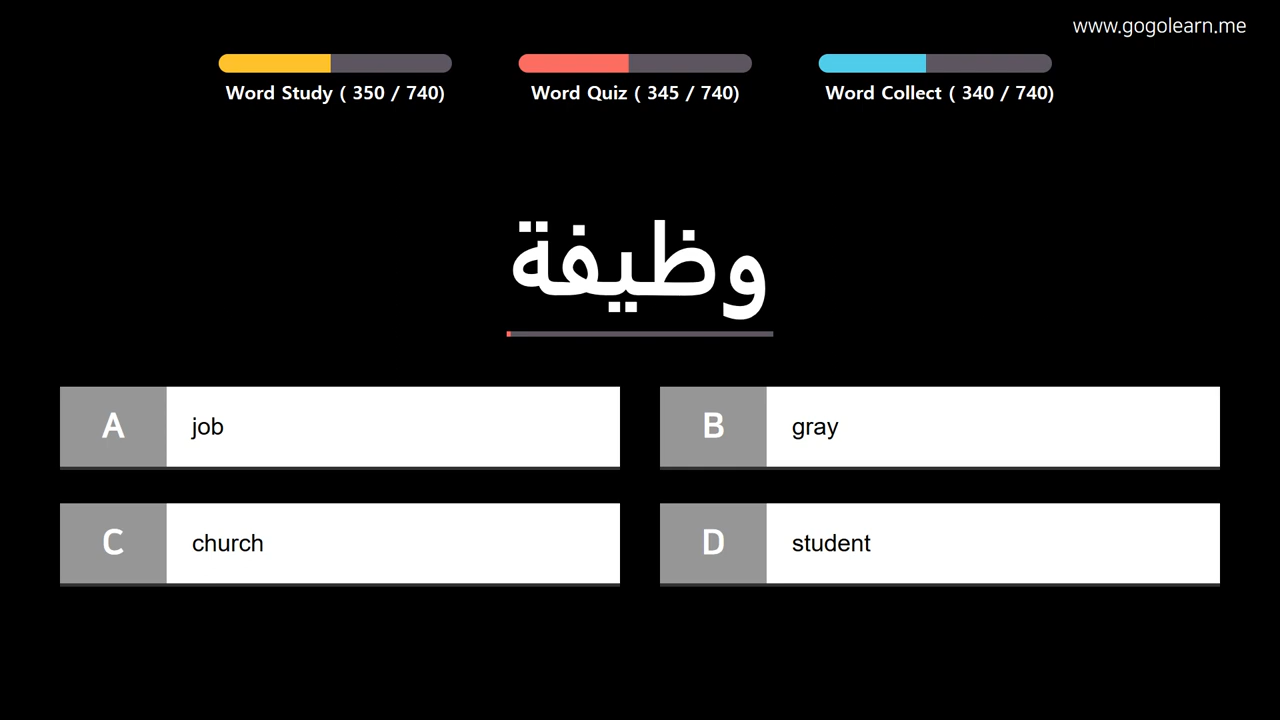 www.gogolearn.me
Word Study ( 350 / 740)
Word Quiz ( 345 / 740)
Word Collect ( 340 / 740)
وظيفة
A job
B gray
C church
D student